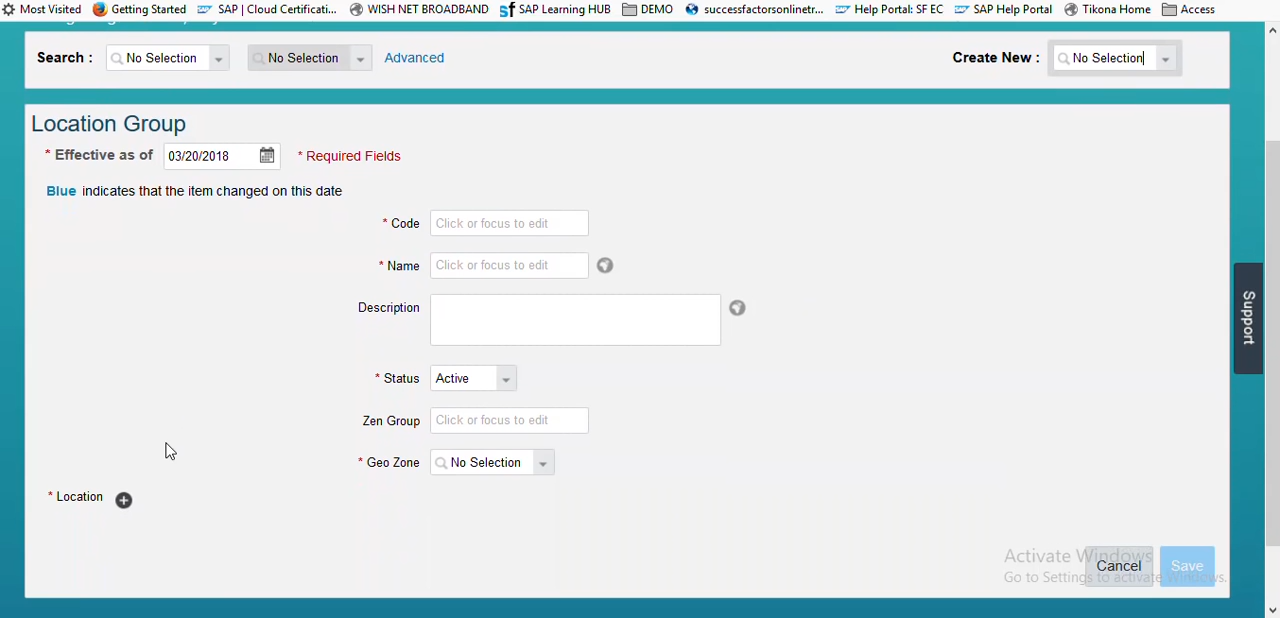 Most Visited Getting Started SAP | Cloud Certificati... WISH NET BROADBAND SAP Learning HUB DEMO successfactorsonlinetr... Help Portal: SF EC SAP Help Portal Tikona Home Access
Search : No Selection No Selection Advanced Create New : No Selection
Location Group
* Effective as of 03/20/2018 * Required Fields
Blue indicates that the item changed on this date
* Code Click or focus to edit
* Name Click or focus to edit
Description
Support
* Status Active
Zen Group Click or focus to edit
* Geo Zone No Selection
* Location
Activate Windows
Cancel Save
Go to Settings to activate Windows.